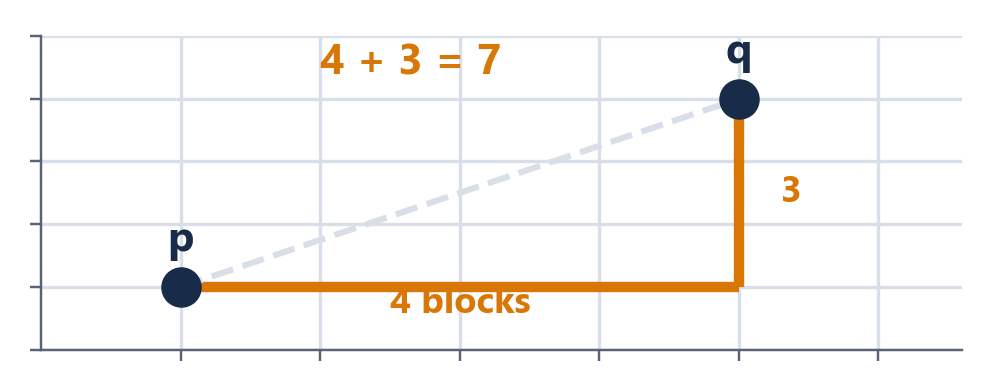 4 + 3 = 7
q
3
p
4 blocks